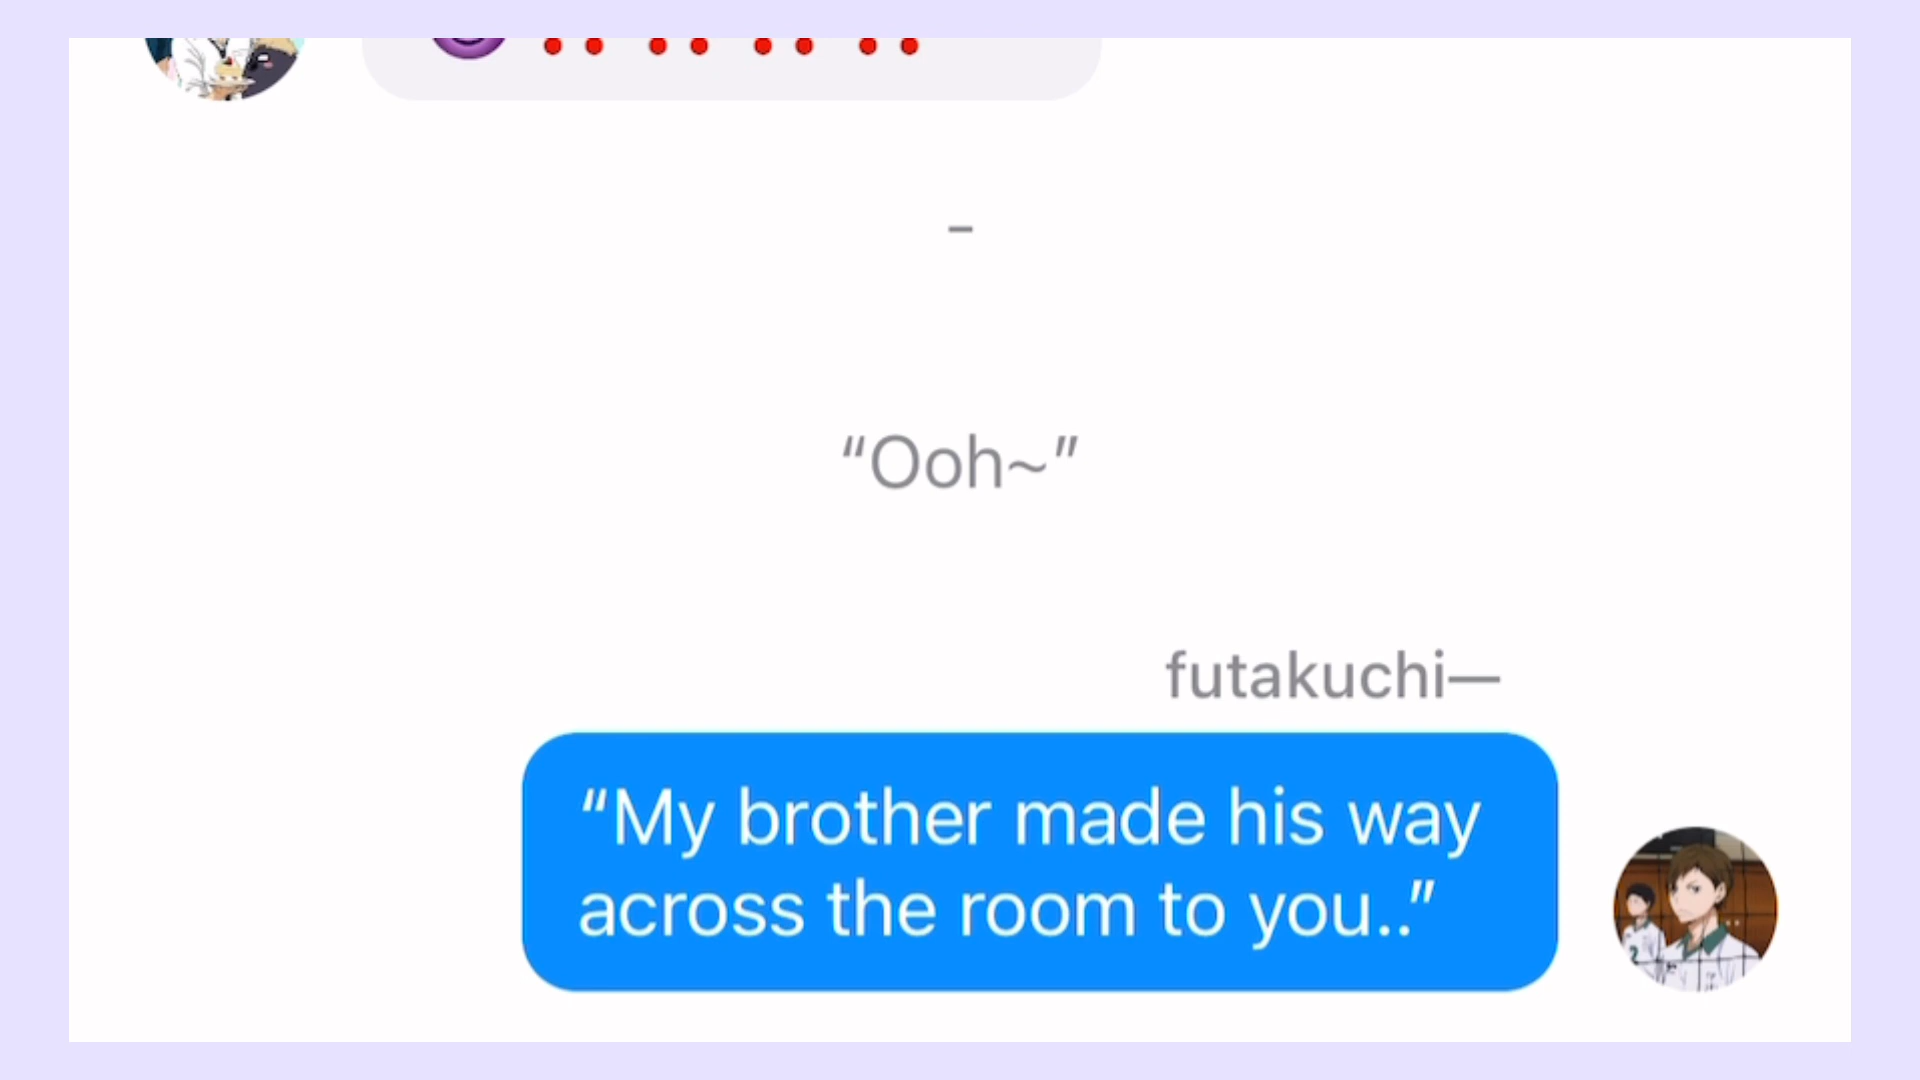 –
“Ooh~”
futakuchi—
“My brother made his way
across the room to you..”